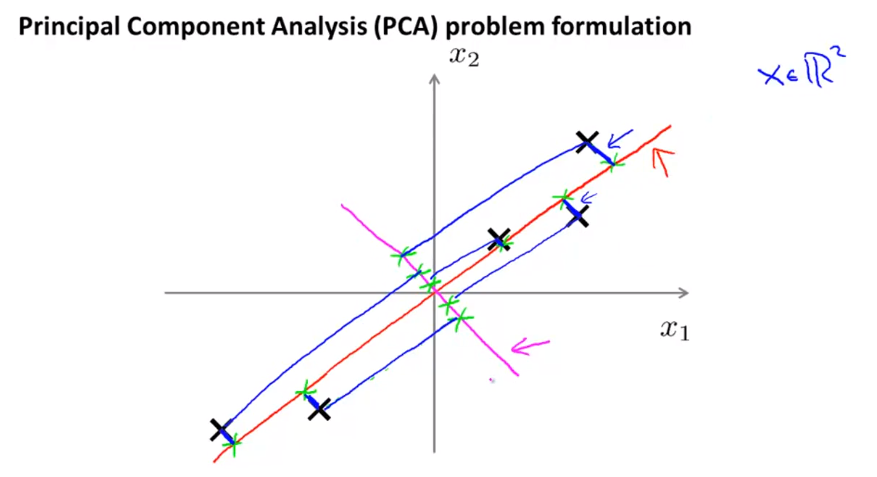 Principal Component Analysis (PCA) problem formulation
x₂
x∈ℝ²
x₁